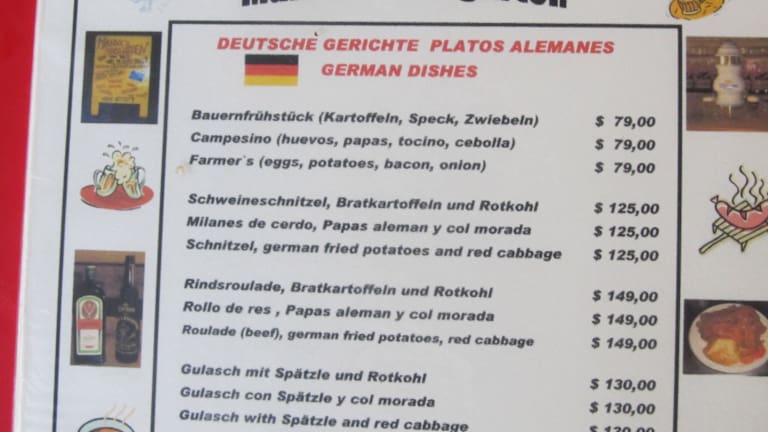 DEUTSCHE GERICHTE PLATOS ALEMANES
GERMAN DISHES
Bauernfrühstück (Kartoffeln, Speck, Zwiebeln) $ 79,00
Campesino (huevos, papas, tocino, cebolla) $ 79,00
Farmer`s (eggs, potatoes, bacon, onion) $ 79,00
Schweineschnitzel, Bratkartoffeln und Rotkohl $ 125,00
Milanes de cerdo, Papas aleman y col morada $ 125,00
Schnitzel, german fried potatoes and red cabbage $ 125,00
Rindsroulade, Bratkartoffeln und Rotkohl $ 149,00
Rollo de res , Papas aleman y col morada $ 149,00
Roulade (beef), german fried potatoes, red cabbage $ 149,00
Gulasch mit Spätzle und Rotkohl $ 130,00
Gulasch con Spätzle y col morada $ 130,00
Gulasch with Spätzle and red cabbage